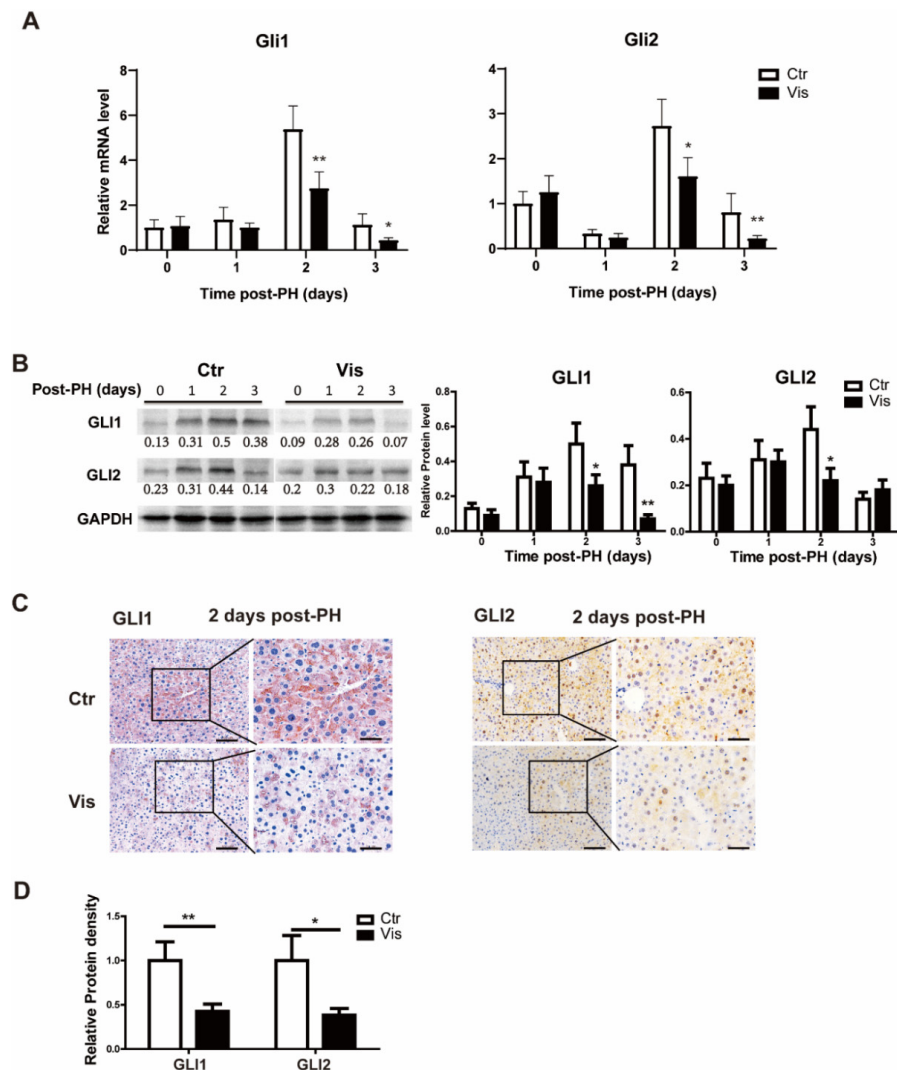 A
Gli1
Gli2
Relative mRNA level
8
6
4
2
0
0 1 2 3
** *
Time post-PH (days)
4
3
2
1
0
0 1 2 3
* **
Time post-PH (days)
Ctr
Vis
B
Ctr Vis
Post-PH (days) 0 1 2 3 0 1 2 3
GLI1
0.13 0.31 0.5 0.38 0.09 0.28 0.26 0.07
GLI2
0.23 0.31 0.44 0.14 0.2 0.3 0.22 0.18
GAPDH
GLI1
Relative Protein level
0.8
0.6
0.4
0.2
0.0
* **
0 1 2 3
Time post-PH (days)
GLI2
0.6
0.4
0.2
0.0
*
0 1 2 3
Time post-PH (days)
Ctr
Vis
C
GLI1 2 days post-PH
GLI2 2 days post-PH
Ctr
Vis
D
Relative Protein density
1.5
1.0
0.5
0.0
** *
GLI1 GLI2
Ctr
Vis